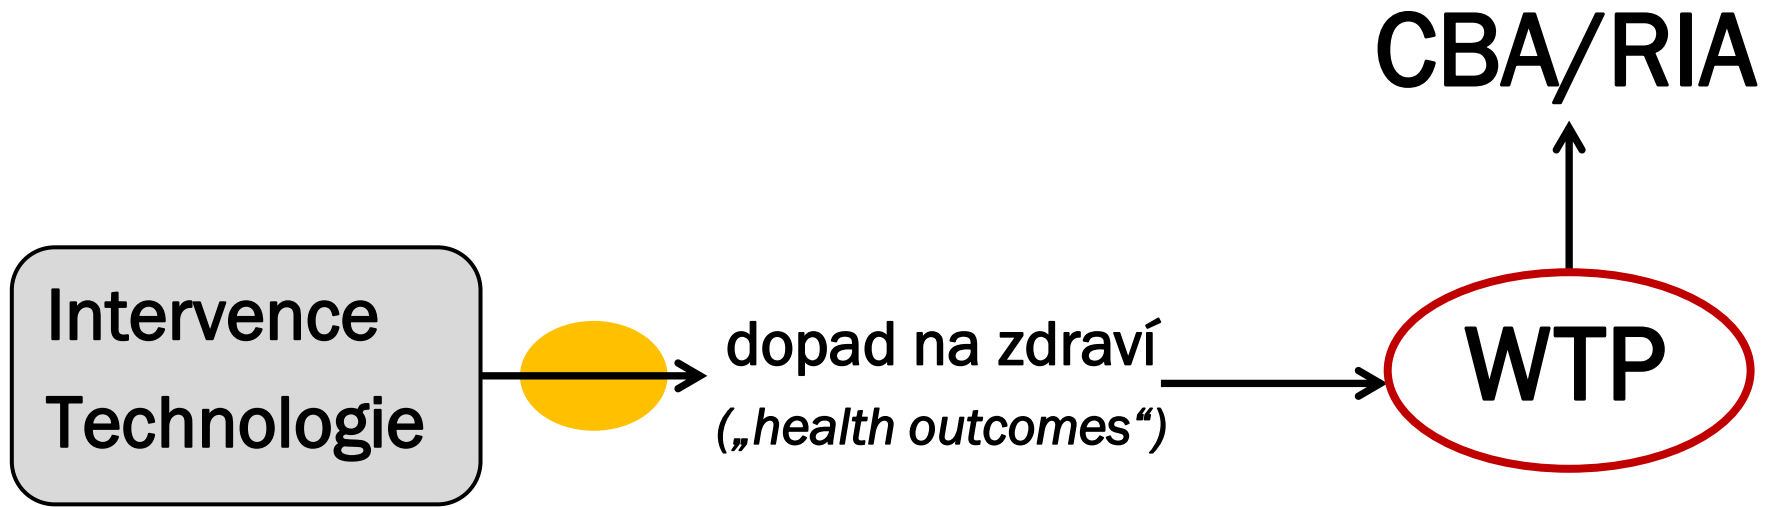 CBA/RIA
Intervence
Technologie
dopad na zdraví
(„health outcomes“)
WTP